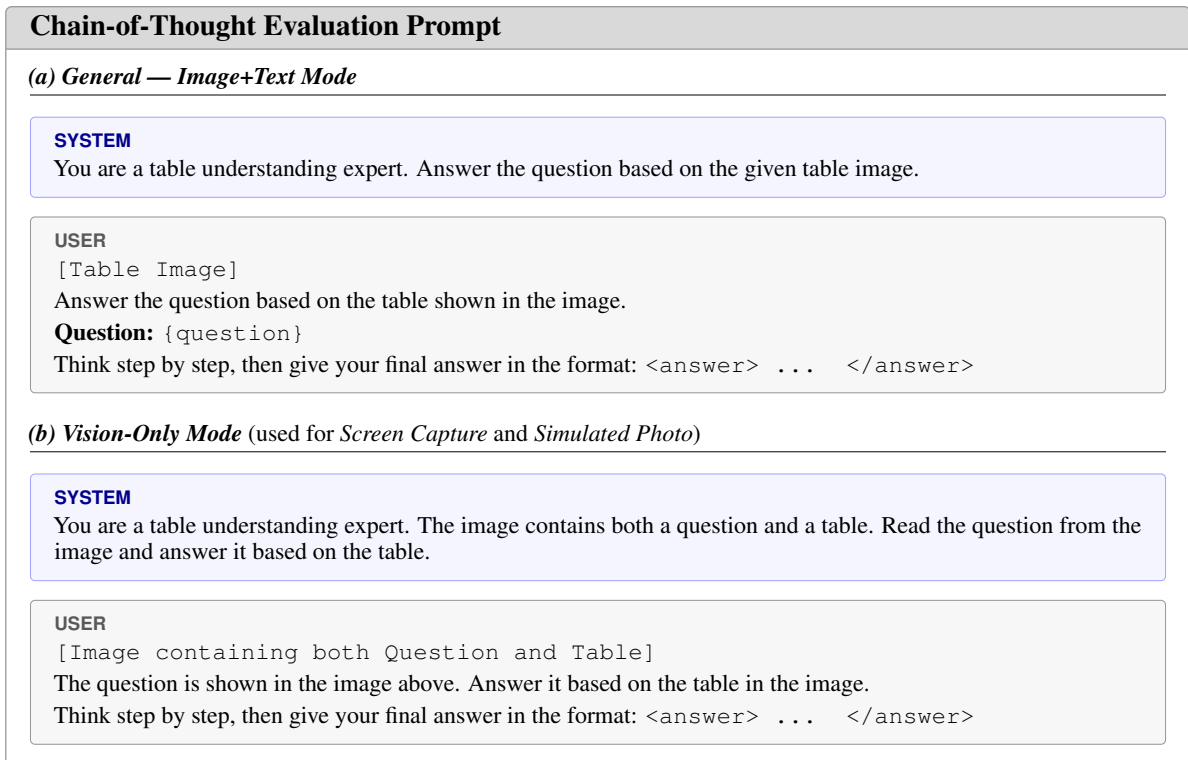 Chain-of-Thought Evaluation Prompt
(a) General — Image+Text Mode
SYSTEM
You are a table understanding expert. Answer the question based on the given table image.
USER
[Table Image]
Answer the question based on the table shown in the image.
Question: {question}
Think step by step, then give your final answer in the format: <answer> ... </answer>
(b) Vision-Only Mode (used for Screen Capture and Simulated Photo)
SYSTEM
You are a table understanding expert. The image contains both a question and a table. Read the question from the
image and answer it based on the table.
USER
[Image containing both Question and Table]
The question is shown in the image above. Answer it based on the table in the image.
Think step by step, then give your final answer in the format: <answer> ... </answer>